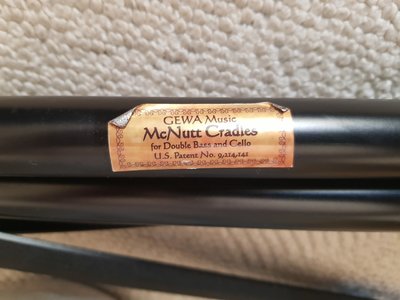 GEWA Music
McNutt Cradles
for Double Bass and Cello
U.S. Patent No. 9,214,141